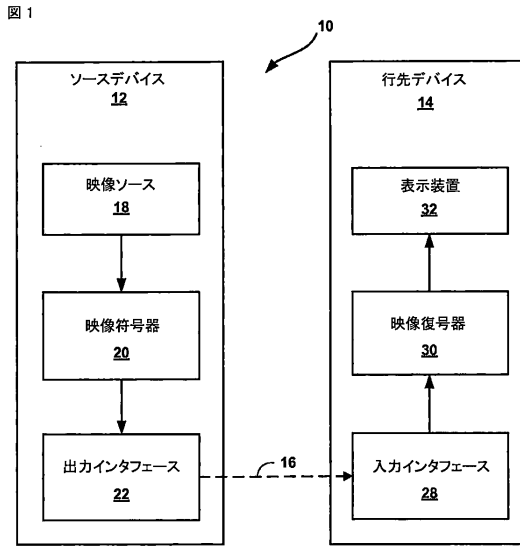 図1
10
ソースデバイス
12
映像ソース
18
映像符号器
20
出力インタフェース
22
16
行先デバイス
14
表示装置
32
映像復号器
30
入力インタフェース
28